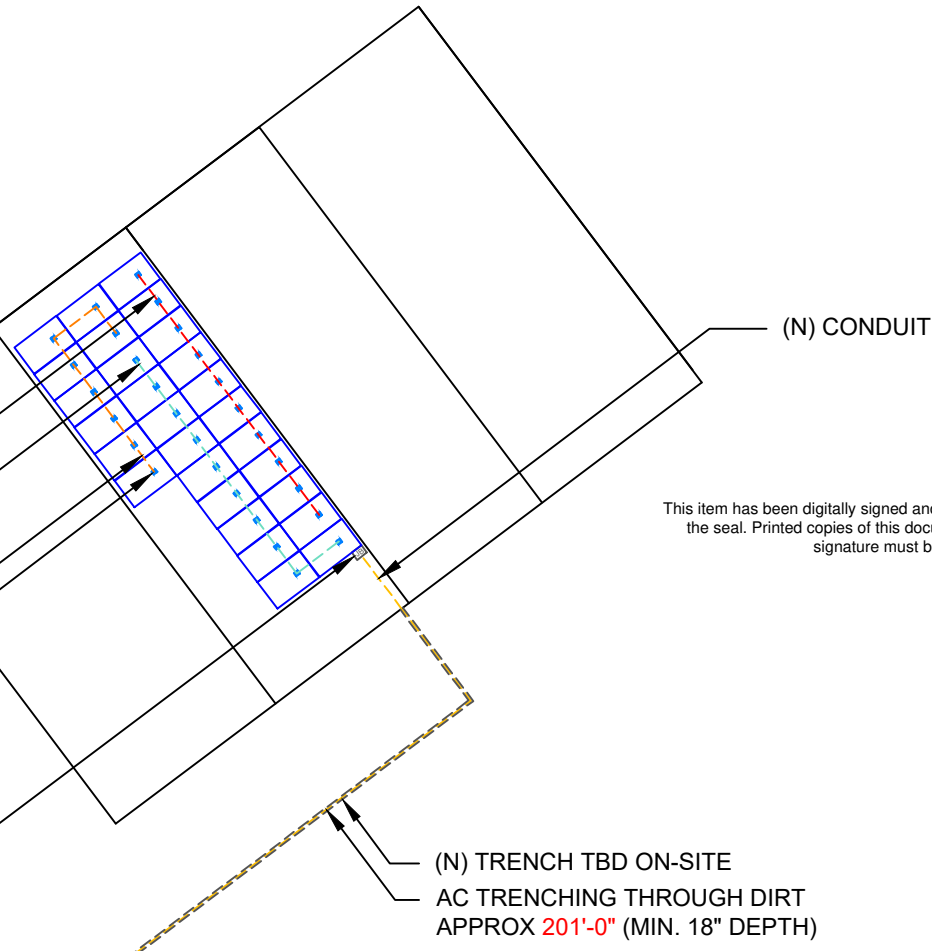 (N) CONDUIT
This item has been digitally signed and
the seal. Printed copies of this
signature must
(N) TRENCH TBD ON-SITE
AC TRENCHING THROUGH DIRT
APPROX 201'-0" (MIN. 18" DEPTH)